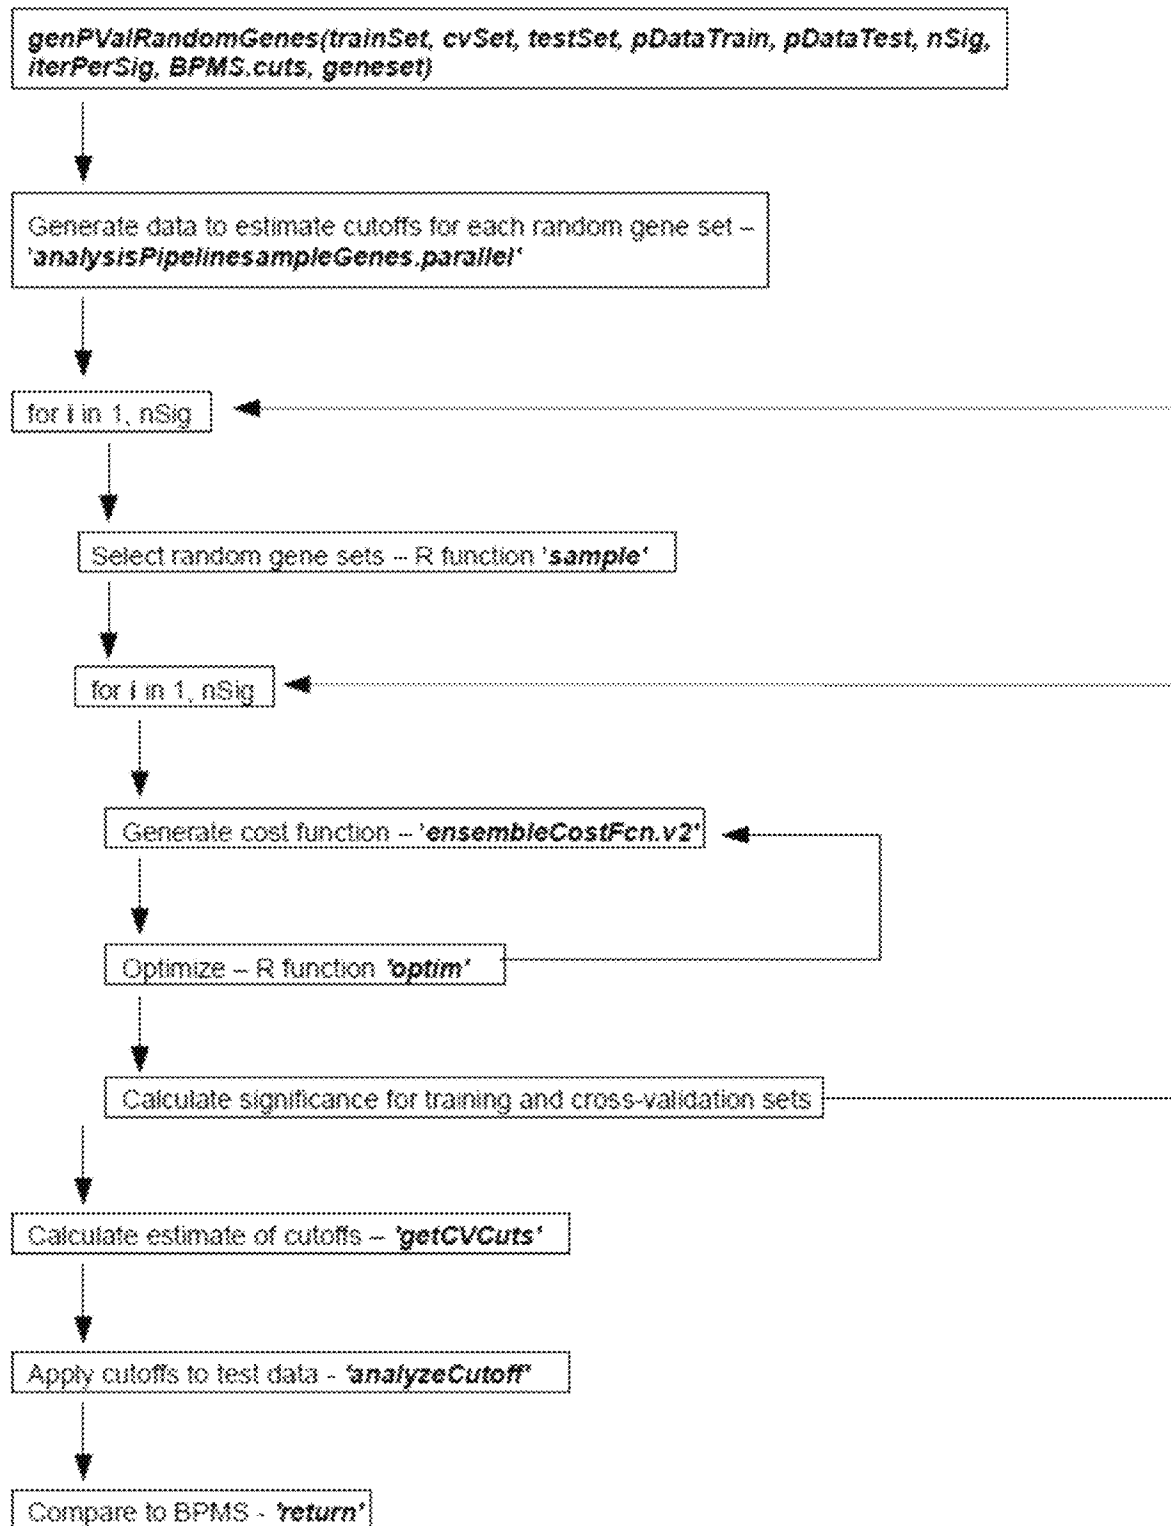 genPValRandomGenes(trainSet, cvSet, testSet, pDataTrain, pDataTest, nSig,
iterPerSig, BPMS.cuts, geneset)
Generate data to estimate cutoffs for each random gene set –
'analysisPipelinesampleGenes.parallel'
for i in 1, nSig
Select random gene sets – R function 'sample'
for i in 1, nSig
Generate cost function – 'ensembleCostFcn.v2'
Optimize – R function 'optim'
Calculate significance for training and cross-validation sets
Calculate estimate of cutoffs – 'getCVCuts'
Apply cutoffs to test data - 'analyzeCutoff'
Compare to BPMS - 'return'